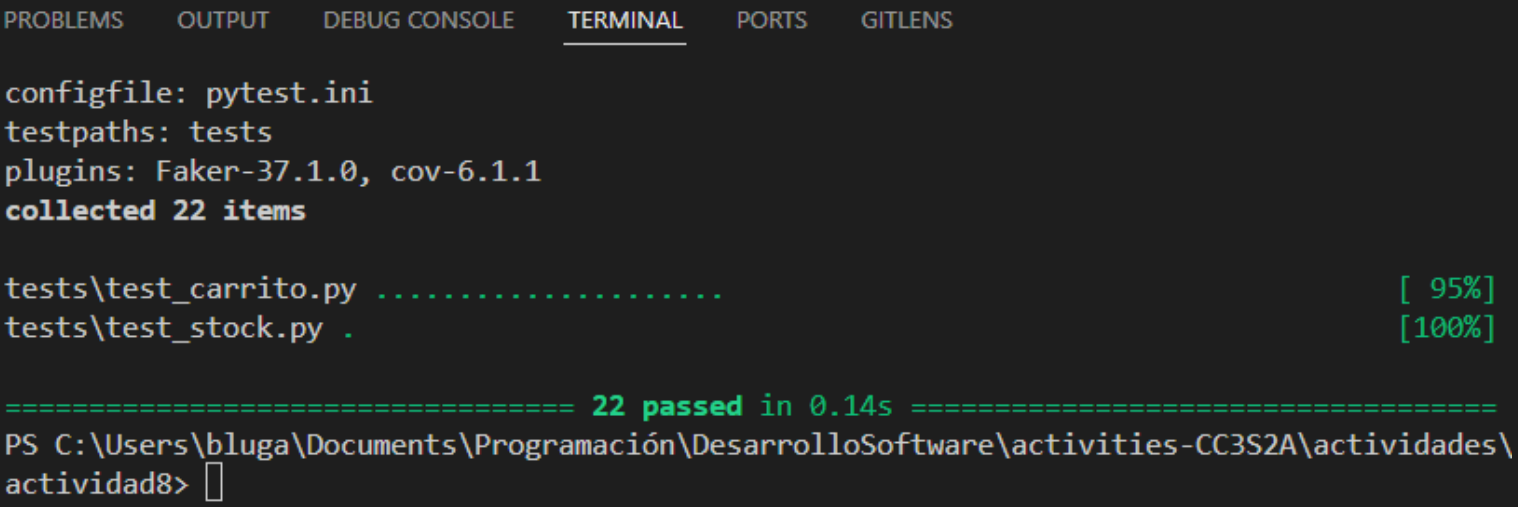 PROBLEMS OUTPUT DEBUG CONSOLE TERMINAL PORTS GITLENS
configfile: pytest.ini
testpaths: tests
plugins: Faker-37.1.0, cov-6.1.1
collected 22 items
tests\test_carrito.py ..................... [ 95%]
tests\test_stock.py . [100%]
================================== 22 passed in 0.14s ===================================
PS C:\Users\bluga\Documents\Programación\DesarrolloSoftware\activities-CC3S2A\actividades\
actividad8>